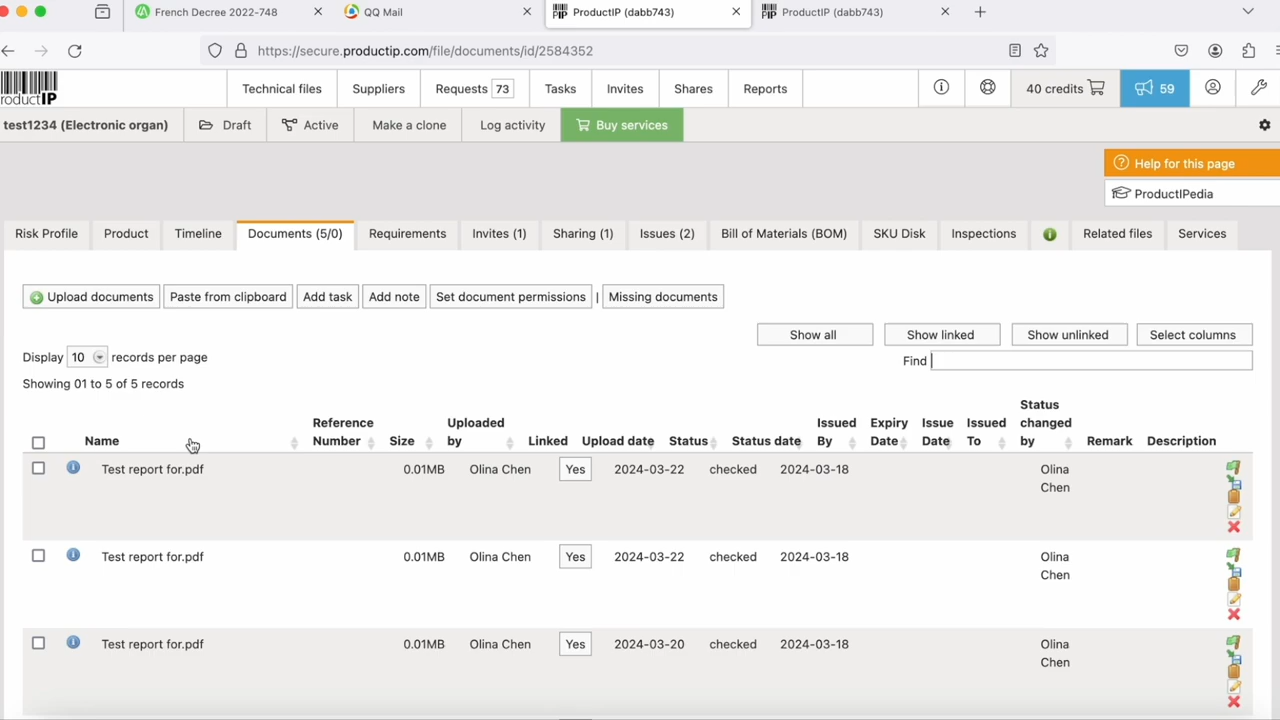 French Decree 2022-748
QQ Mail
ProductIP (dabb743)
ProductIP (dabb743)
https://secure.productip.com/file/documents/id/2584352
roductIP
Technical files
Suppliers
Requests 73
Tasks
Invites
Shares
Reports
40 credits
59
test1234 (Electronic organ)
Draft
Active
Make a clone
Log activity
Buy services
Help for this page
ProductIPedia
Risk Profile
Product
Timeline
Documents (5/0)
Requirements
Invites (1)
Sharing (1)
Issues (2)
Bill of Materials (BOM)
SKU Disk
Inspections
Related files
Services
Upload documents
Paste from clipboard
Add task
Add note
Set document permissions
|
Missing documents
Show all
Show linked
Show unlinked
Select columns
Display 10 records per page
Find
Showing 01 to 5 of 5 records
Name
Reference Number
Size
Uploaded by
Linked
Upload date
Status
Status date
Issued By
Expiry Date
Issue Date
Issued To
Status changed by
Remark
Description
Test report for.pdf 0.01MB Olina Chen Yes 2024-03-22 checked 2024-03-18 Olina Chen
Test report for.pdf 0.01MB Olina Chen Yes 2024-03-22 checked 2024-03-18 Olina Chen
Test report for.pdf 0.01MB Olina Chen Yes 2024-03-20 checked 2024-03-18 Olina Chen